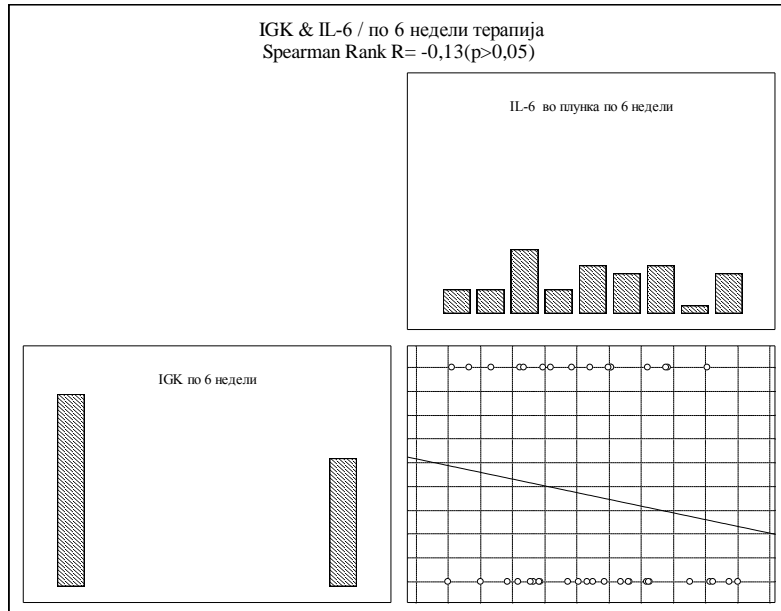 IGK & IL-6 / по 6 недели терапија
Spearman Rank R= -0,13(p>0,05)
IL-6 во плунка по 6 недели
IGK по 6 недели